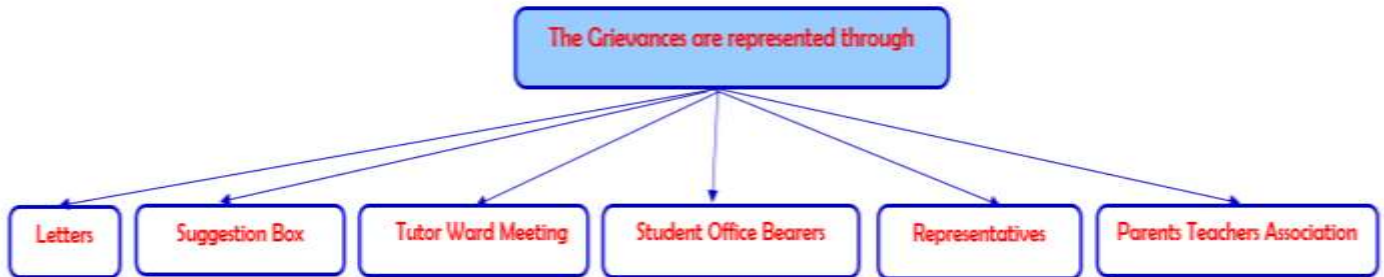 The Grievances are represented through
Letters
Suggestion Box
Tutor Ward Meeting
Student Office Bearers
Representatives
Parents Teachers Association